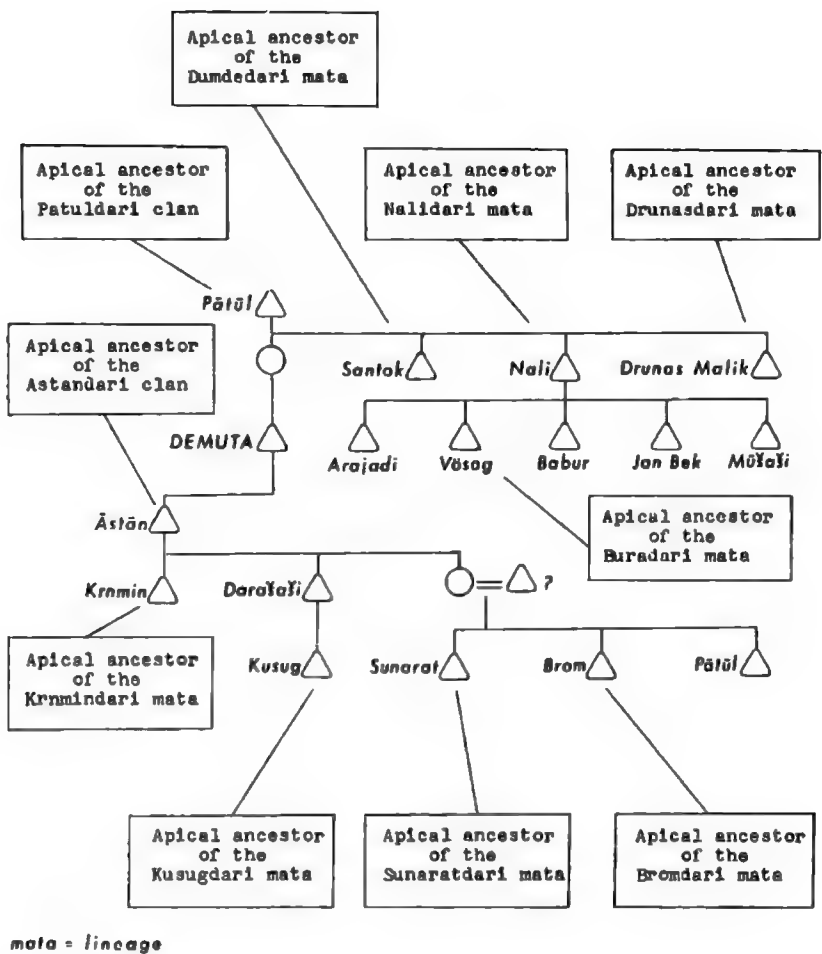 Apical ancestor
of the
Dumdedari mata
Apical ancestor
of the
Patuldari clan
Apical ancestor
of the
Nalidari mata
Apical ancestor
of the
Drunasdari mata
Pātūl
Apical ancestor
of the
Astandari clan
Santok
Nali
Drunas Malik
DEMUTA
Arajadi
Vösog
Babur
Jan Bek
Mūšaši
Āstān
Apical ancestor
of the
Buradari mata
Krnmin
Darašaši
?
Apical ancestor
of the
Krnmindari mata
Kusug
Sunarat
Brom
Pātūl
Apical ancestor
of the
Kusugdari mata
Apical ancestor
of the
Sunaratdari mata
Apical ancestor
of the
Bromdari mata
mata = lineage